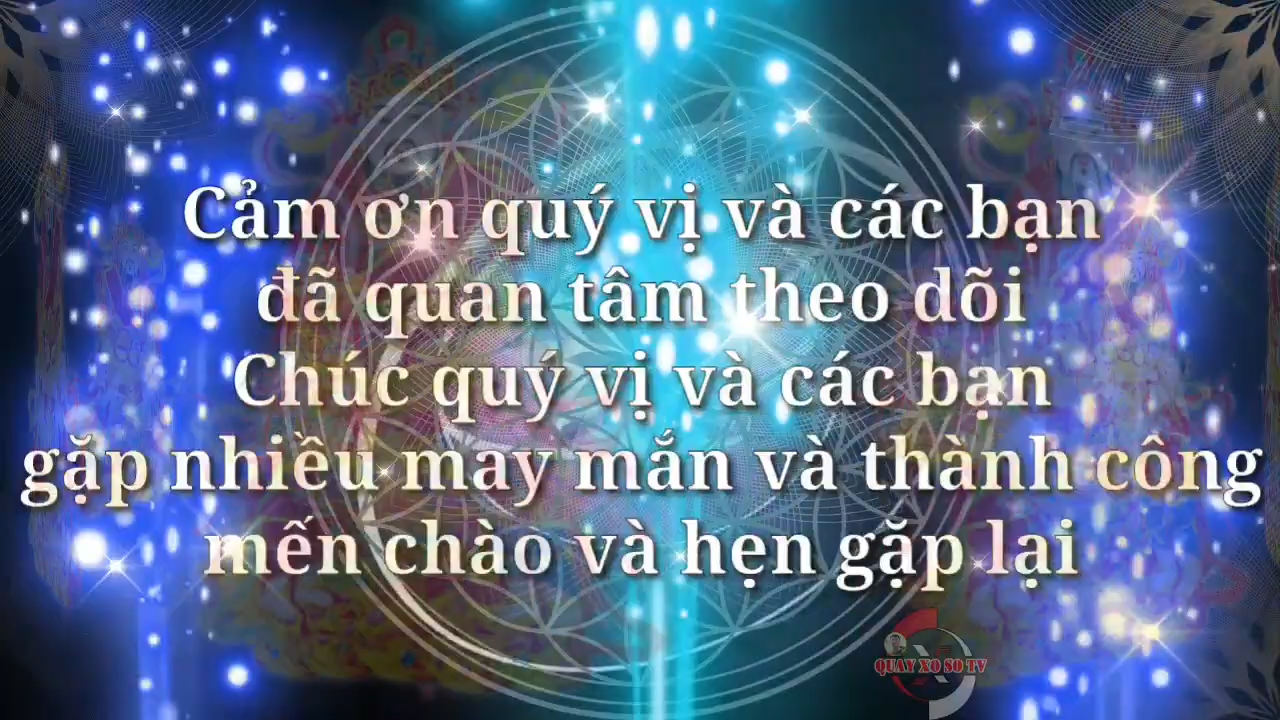 Cảm ơn quý vị và các bạn
đã quan tâm theo dõi
Chúc quý vị và các bạn
gặp nhiều may mắn và thành công
mến chào và hẹn gặp lại
QUAY XO SO TV